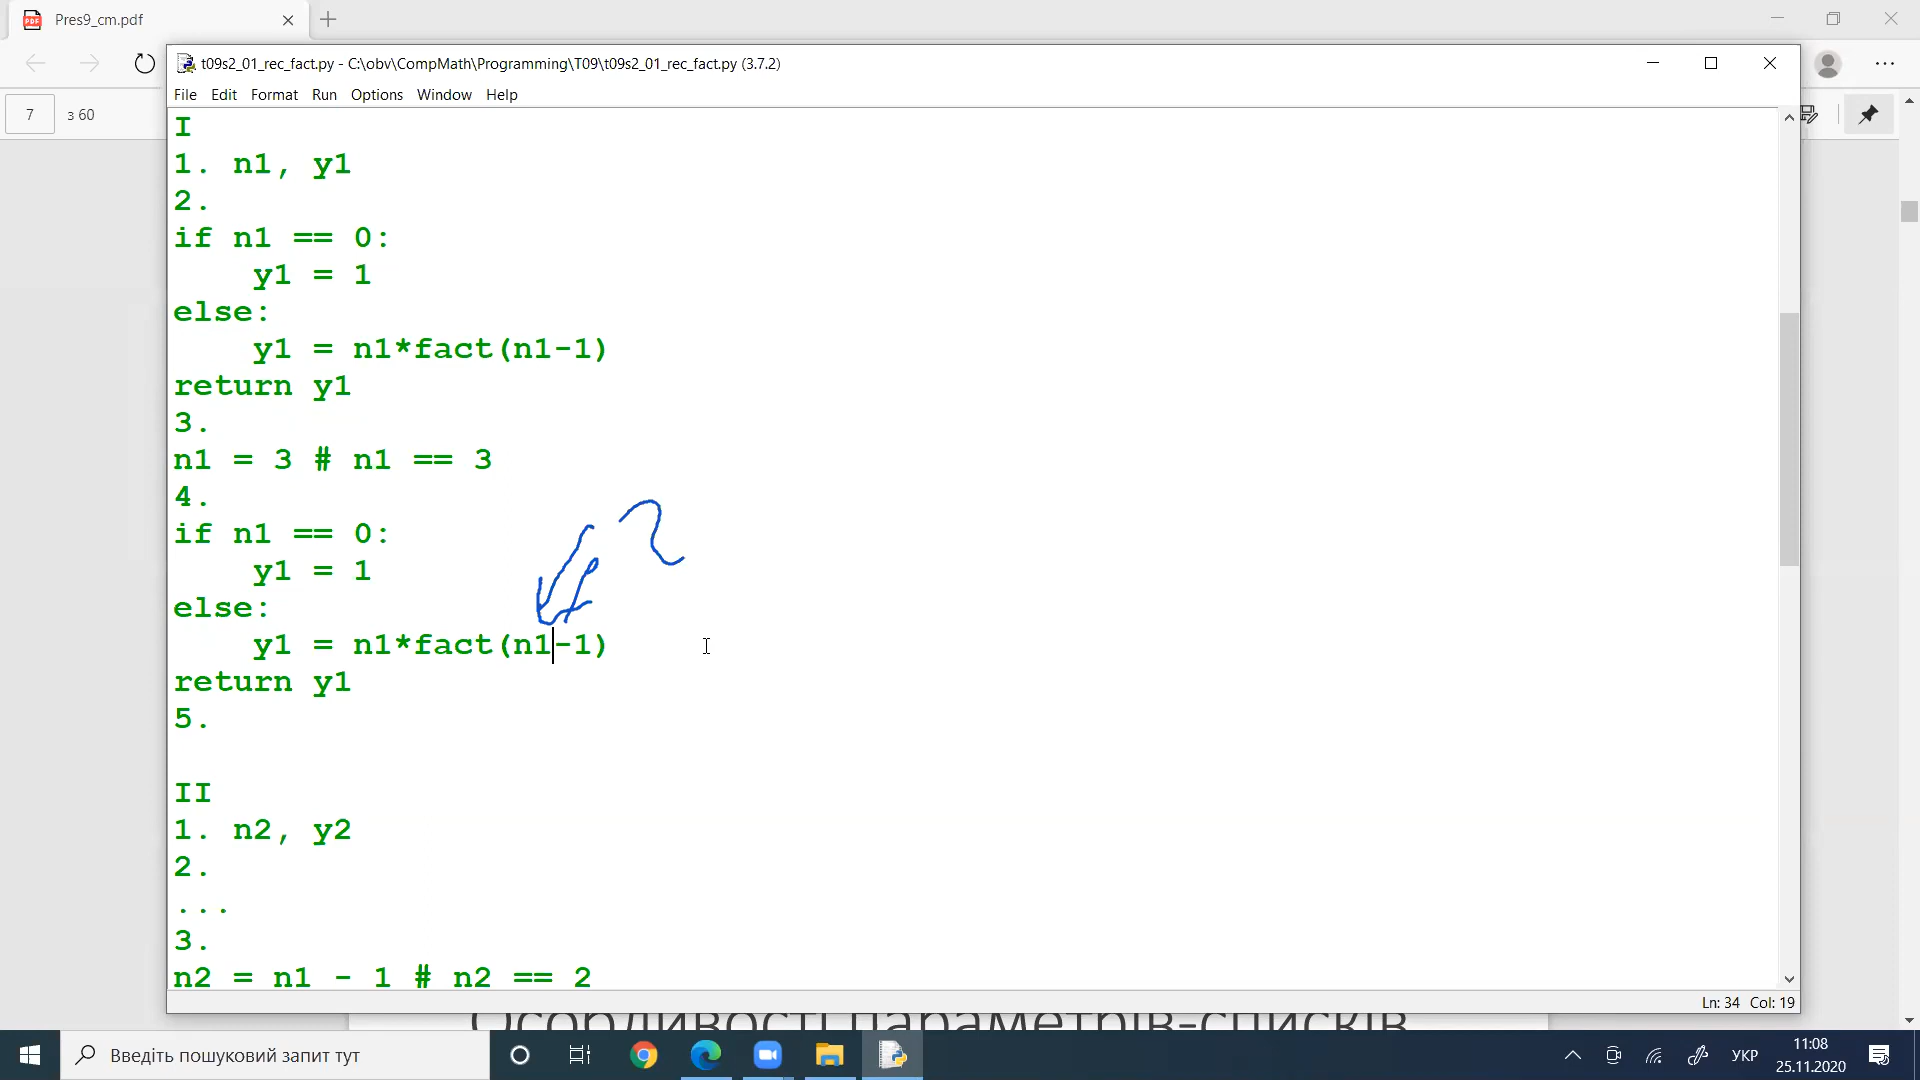 Pres9_cm.pdf
7 з 60
t09s2_01_rec_fact.py - C:\obv\CompMath\Programming\T09\t09s2_01_rec_fact.py (3.7.2)
File Edit Format Run Options Window Help
I
1. n1, y1
2.
if n1 == 0:
    y1 = 1
else:
    y1 = n1*fact(n1-1)
return y1
3.
n1 = 3 # n1 == 3
4.
2
if n1 == 0:
    y1 = 1
else:
    y1 = n1*fact(n1-1)
return y1
5.
II
1. n2, y2
2.
...
3.
n2 = n1 - 1 # n2 == 2
Ln: 34 Col: 19
Особливості параметрів-списків
Введіть пошуковий запит тут
УКР
11:08
25.11.2020